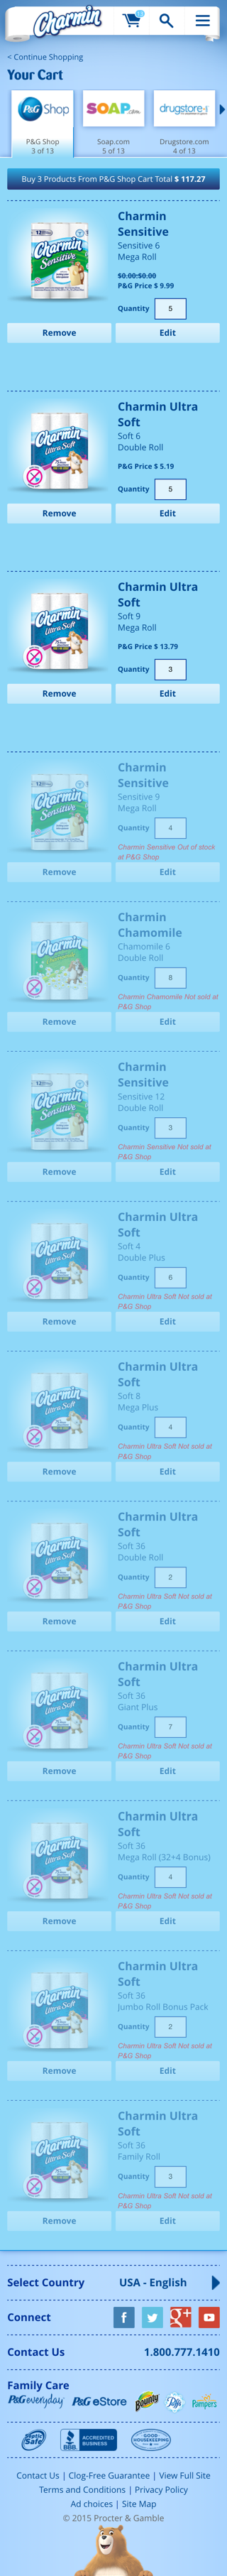 Charmin
13
< Continue Shopping
Your Cart
P&G Shop
SOAP.com
drugstore
P&G Shop
3 of 13
Soap.com
5 of 13
Drugstore.com
4 of 13
Buy 3 Products From P&G Shop Cart Total $ 117.27
Charmin
Sensitive
Sensitive 6
Mega Roll
$0.00:$0.00
P&G Price $ 9.99
Quantity 5
Remove Edit
Charmin Ultra
Soft
Soft 6
Double Roll
P&G Price $ 5.19
Quantity 5
Remove Edit
Charmin Ultra
Soft
Soft 9
Mega Roll
P&G Price $ 13.79
Quantity 3
Remove Edit
Charmin
Sensitive
Sensitive 9
Mega Roll
Quantity 4
Charmin Sensitive Out of stock
at P&G Shop
Remove Edit
Charmin
Chamomile
Chamomile 6
Double Roll
Quantity 8
Charmin Chamomile Not sold at
P&G Shop
Remove Edit
Charmin
Sensitive
Sensitive 12
Double Roll
Quantity 3
Charmin Sensitive Not sold at
P&G Shop
Remove Edit
Charmin Ultra
Soft
Soft 4
Double Plus
Quantity 6
Charmin Ultra Soft Not sold at
P&G Shop
Remove Edit
Charmin Ultra
Soft
Soft 8
Mega Plus
Quantity 4
Charmin Ultra Soft Not sold at
P&G Shop
Remove Edit
Charmin Ultra
Soft
Soft 36
Double Roll
Quantity 2
Charmin Ultra Soft Not sold at
P&G Shop
Remove Edit
Charmin Ultra
Soft
Soft 36
Giant Plus
Quantity 7
Charmin Ultra Soft Not sold at
P&G Shop
Remove Edit
Charmin Ultra
Soft
Soft 36
Mega Roll (32+4 Bonus)
Quantity 4
Charmin Ultra Soft Not sold at
P&G Shop
Remove Edit
Charmin Ultra
Soft
Soft 36
Jumbo Roll Bonus Pack
Quantity 2
Charmin Ultra Soft Not sold at
P&G Shop
Remove Edit
Charmin Ultra
Soft
Soft 36
Family Roll
Quantity 3
Charmin Ultra Soft Not sold at
P&G Shop
Remove Edit
Select Country USA - English
Connect
Contact Us 1.800.777.1410
Family Care
P&G everyday P&G eStore Bounty Puffs Pampers
Septic Safe BBB ACCREDITED BUSINESS GOOD HOUSEKEEPING
Contact Us | Clog-Free Guarantee | View Full Site
Terms and Conditions | Privacy Policy
Ad choices | Site Map
© 2015 Procter & Gamble